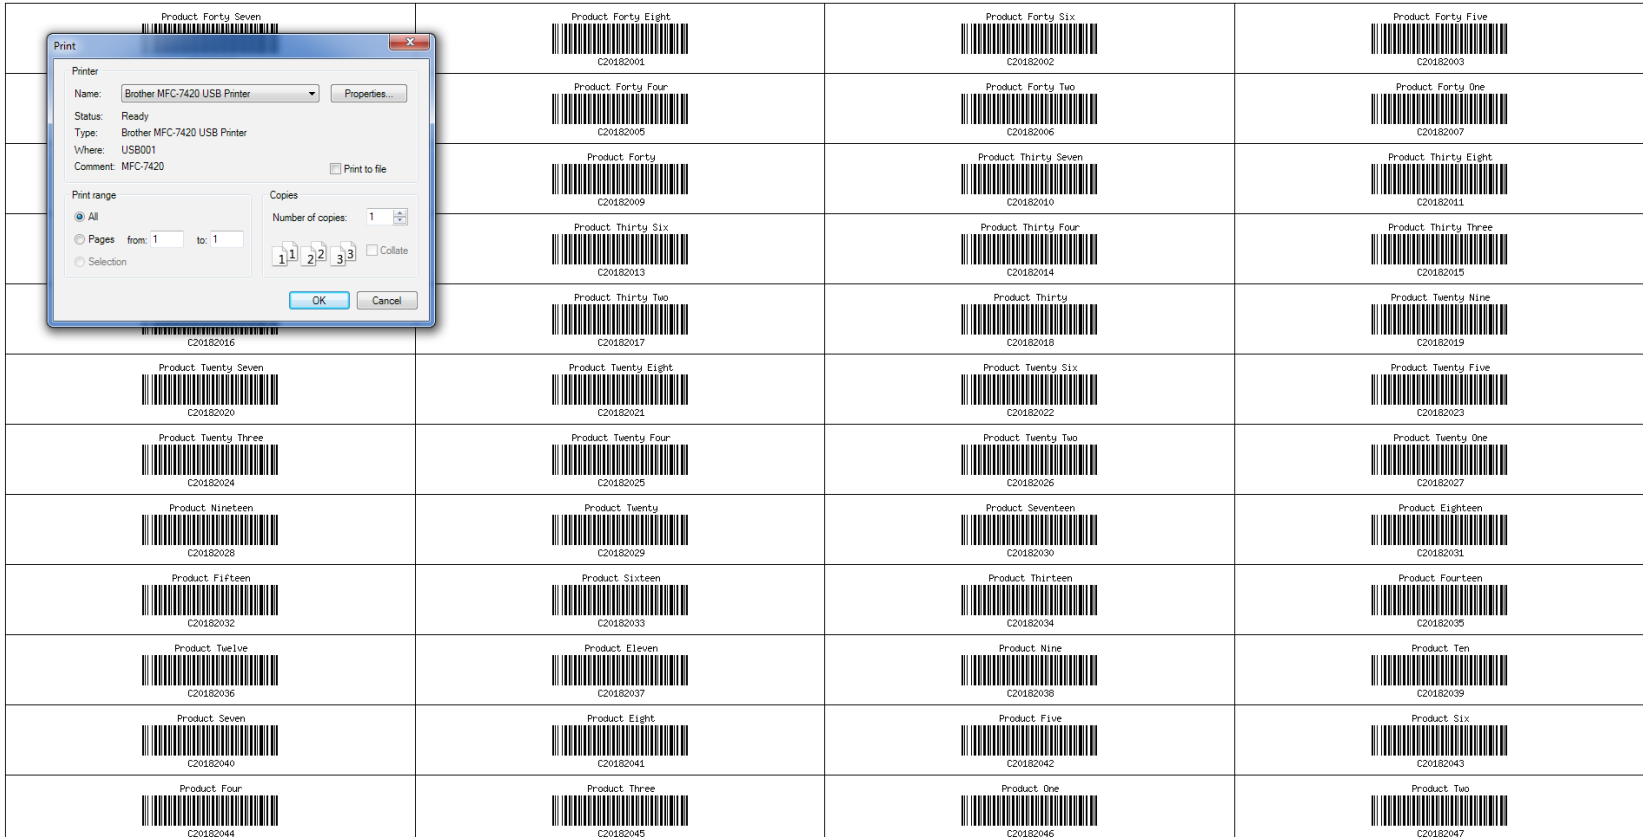 Product Forty Seven
Product Forty Eight
C20182001
Product Forty Six
C20182002
Product Forty Five
C20182003
Print
Printer
Name: Brother MFC-7420 USB Printer Properties...
Status: Ready
Type: Brother MFC-7420 USB Printer
Where: USB001
Comment: MFC-7420
Print to file
Print range
All
Pages from: 1 to: 1
Selection
Copies
Number of copies: 1
1 1 2 2 3 3 Collate
OK Cancel
Product Forty Four
C20182005
Product Forty Two
C20182006
Product Forty One
C20182007
Product Forty
C20182009
Product Thirty Seven
C20182010
Product Thirty Eight
C20182011
Product Thirty Six
C20182013
Product Thirty Four
C20182014
Product Thirty Three
C20182015
C20182016
Product Thirty Two
C20182017
Product Thirty
C20182018
Product Twenty Nine
C20182019
Product Twenty Seven
C20182020
Product Twenty Eight
C20182021
Product Twenty Six
C20182022
Product Twenty Five
C20182023
Product Twenty Three
C20182024
Product Twenty Four
C20182025
Product Twenty Two
C20182026
Product Twenty One
C20182027
Product Nineteen
C20182028
Product Twenty
C20182029
Product Seventeen
C20182030
Product Eighteen
C20182031
Product Fifteen
C20182032
Product Sixteen
C20182033
Product Thirteen
C20182034
Product Fourteen
C20182035
Product Twelve
C20182036
Product Eleven
C20182037
Product Nine
C20182038
Product Ten
C20182039
Product Seven
C20182040
Product Eight
C20182041
Product Five
C20182042
Product Six
C20182043
Product Four
C20182044
Product Three
C20182045
Product One
C20182046
Product Two
C20182047